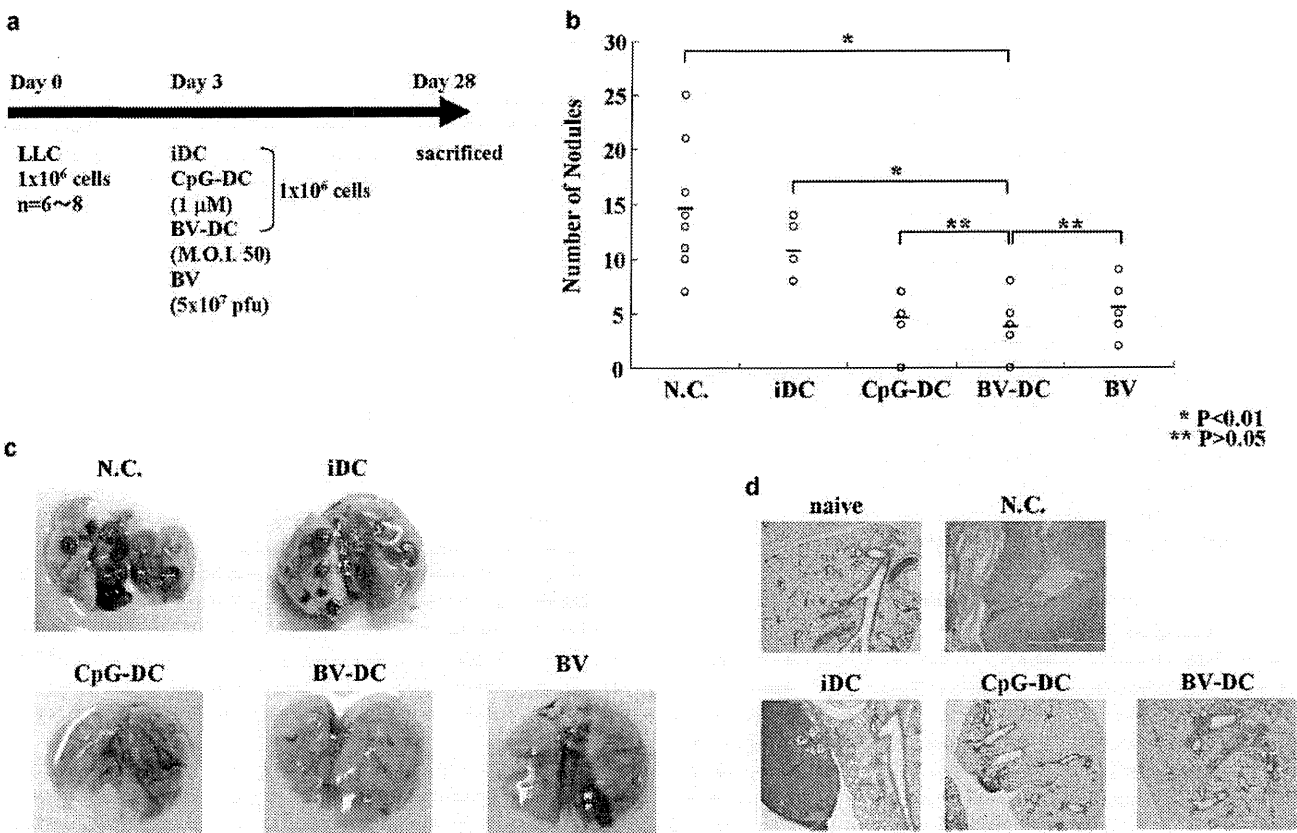 a
Day 0 Day 3 Day 28
LLC
1x10⁶ cells
n=6～8
iDC
CpG-DC
(1 μM)
BV-DC
(M.O.I. 50)
BV
(5x10⁷ pfu)
1x10⁶ cells
sacrificed
b
Number of Nodules
30
25
20
15
10
5
0
*
*
** **
N.C. iDC CpG-DC BV-DC BV
* P<0.01
** P>0.05
c
N.C. iDC
CpG-DC BV-DC BV
d
naive N.C.
iDC CpG-DC BV-DC